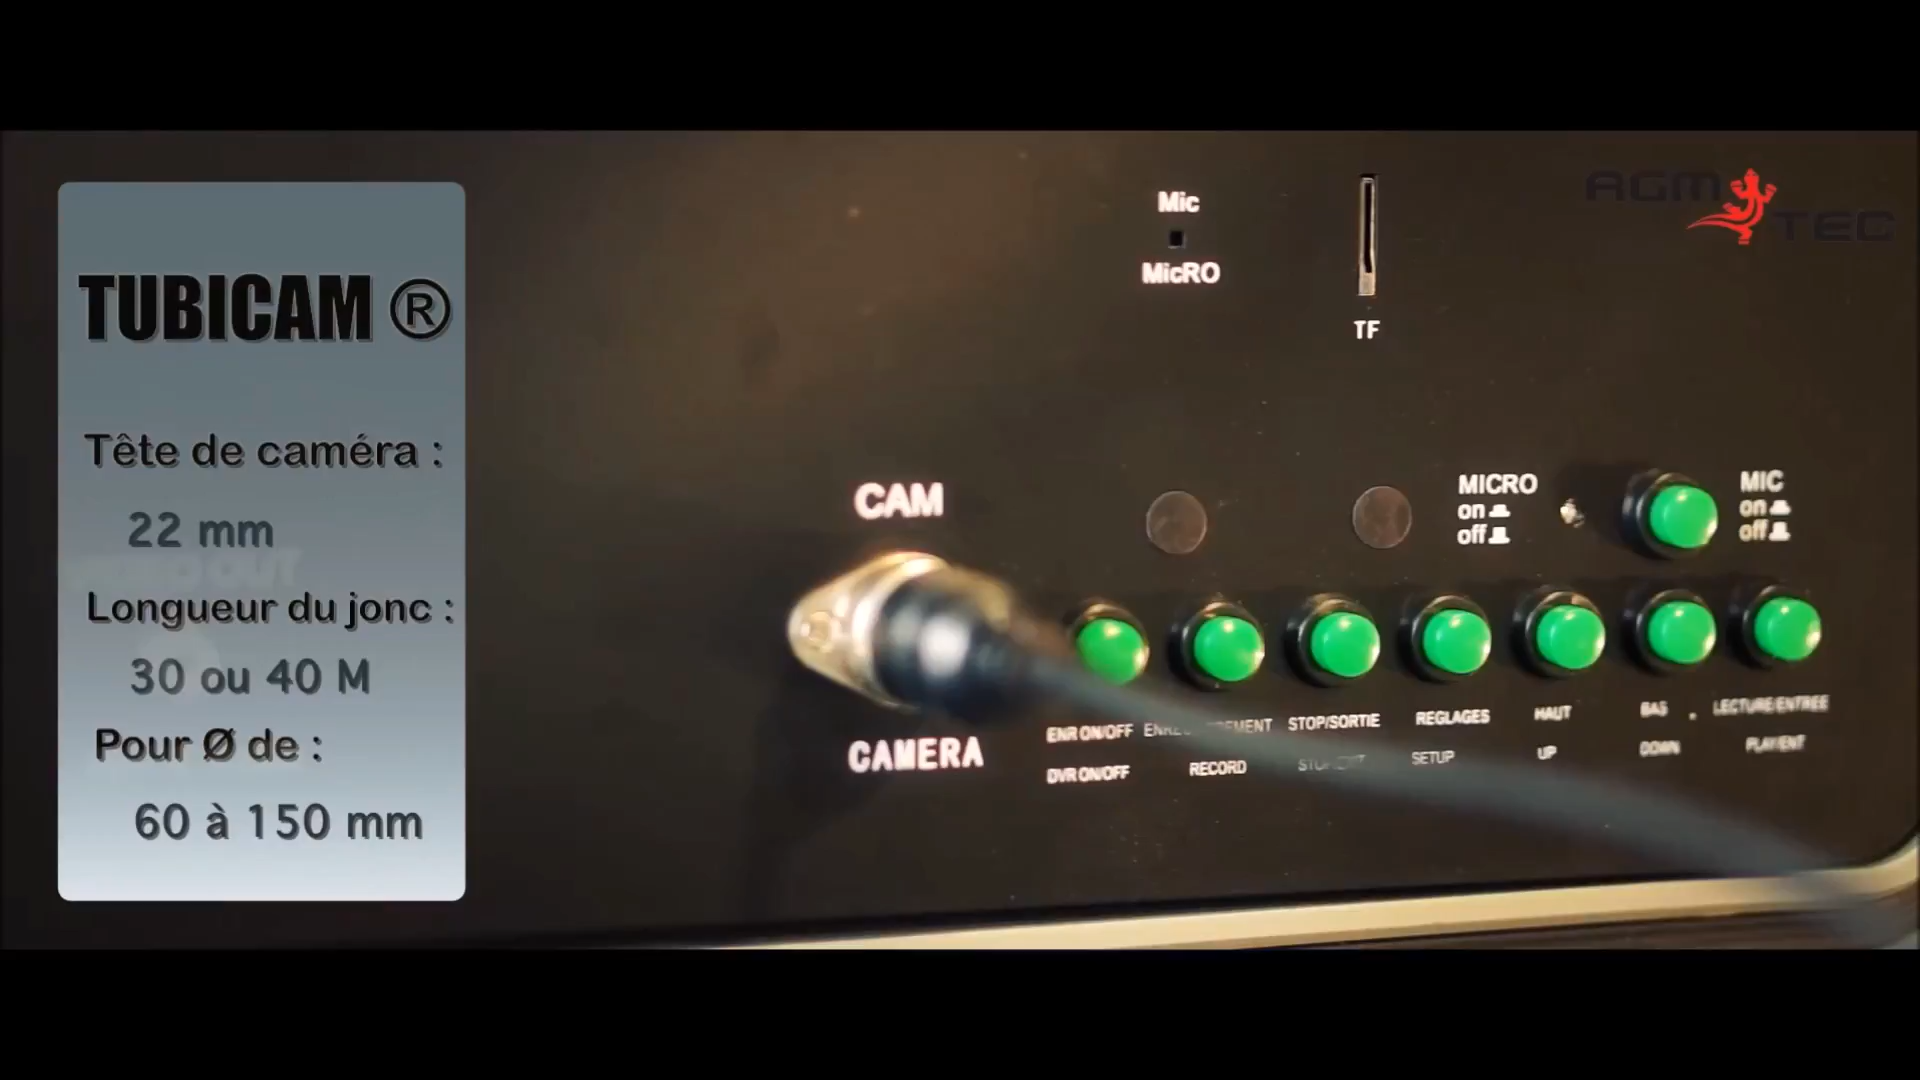 TUBICAM ®
Tête de caméra :
22 mm
Longueur du jonc :
30 ou 40 M
Pour Ø de :
60 à 150 mm
AGM
TEC
Mic
MicRO
TF
CAM
CAMERA
MICRO
on
off
MIC
on
off
ENR ON/OFF
STOP/SORTIE
REGLAGES
HAUT
BAS
LECTURE/ENTREE
DVR ON/OFF
RECORD
SETUP
UP
DOWN
PLAY/ENT